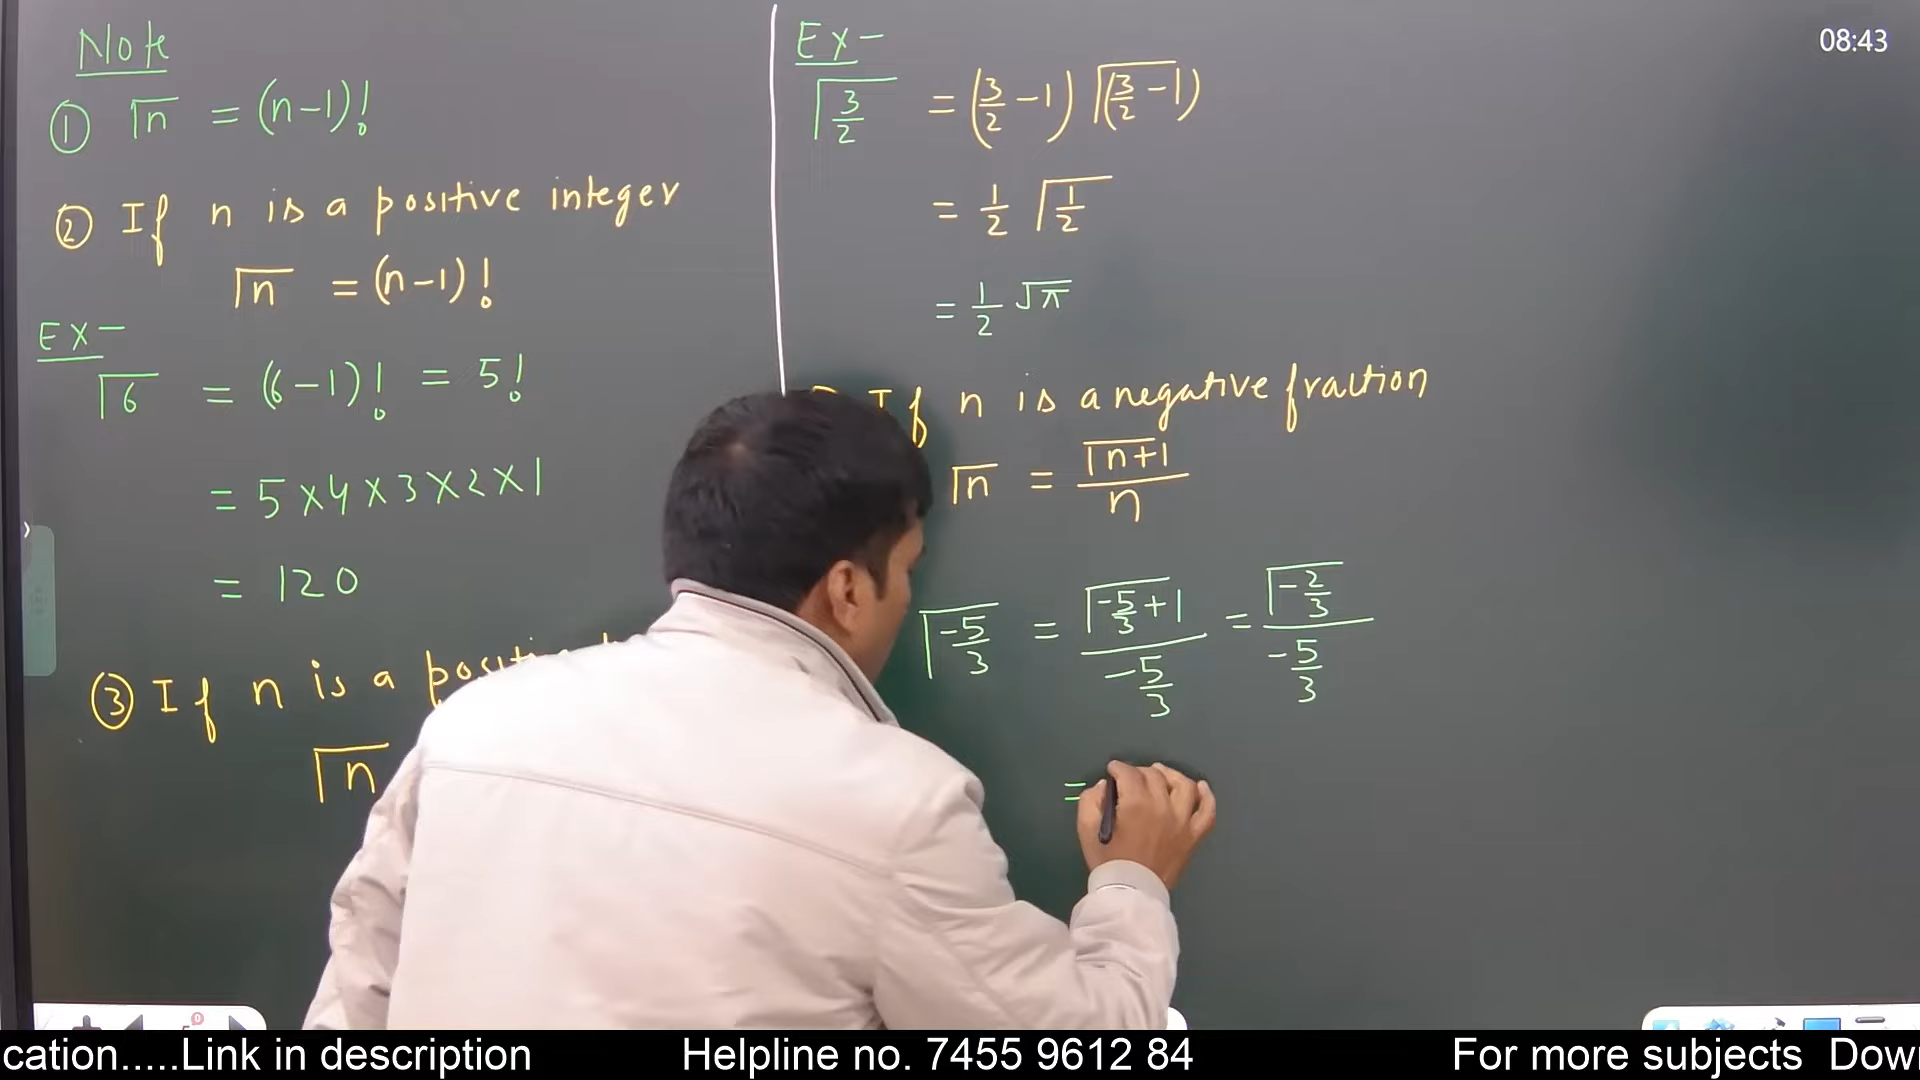 Note
① Γn = (n-1)!
② If n is a positive integer
Γn = (n-1)!
Ex-
Γ6 = (6-1)! = 5!
= 5×4×3×2×1
= 120
③ If n is a
Γn
Ex-
Γ3/2 = (3/2 -1) Γ(3/2 -1)
= 1/2 Γ1/2
= 1/2 √π
If n is a negative fraction
Γn = Γn+1 / n
Γ-5/3 = Γ-5/3+1 / -5/3 = Γ-2/3 / -5/3
=
08:43
cation.....Link in description Helpline no. 7455 9612 84 For more subjects Dow